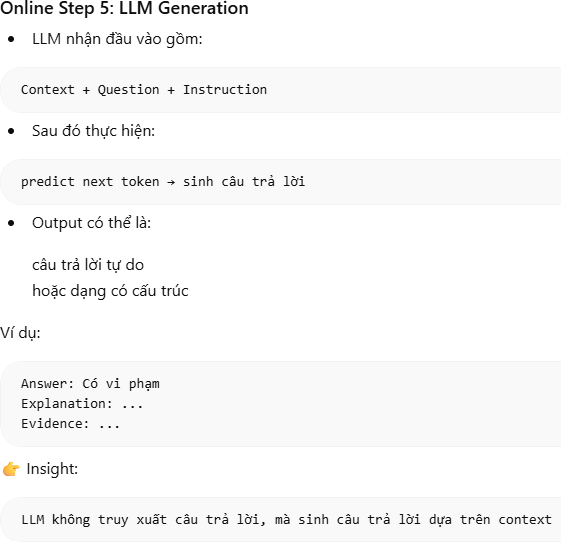 Online Step 5: LLM Generation
• LLM nhận đầu vào gồm:
Context + Question + Instruction
• Sau đó thực hiện:
predict next token → sinh câu trả lời
• Output có thể là:
câu trả lời tự do
hoặc dạng có cấu trúc
Ví dụ:
Answer: Có vi phạm
Explanation: ...
Evidence: ...
👉 Insight:
LLM không truy xuất câu trả lời, mà sinh câu trả lời dựa trên context